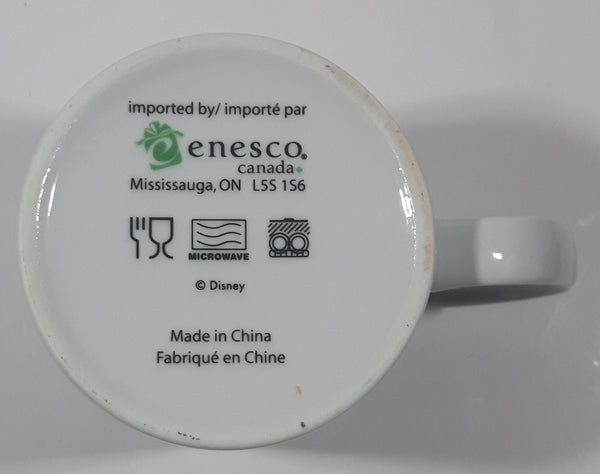 imported by/ importé par
enesco®
canada
Mississauga, ON L5S 1S6
MICROWAVE
© Disney
Made in China
Fabriqué en Chine